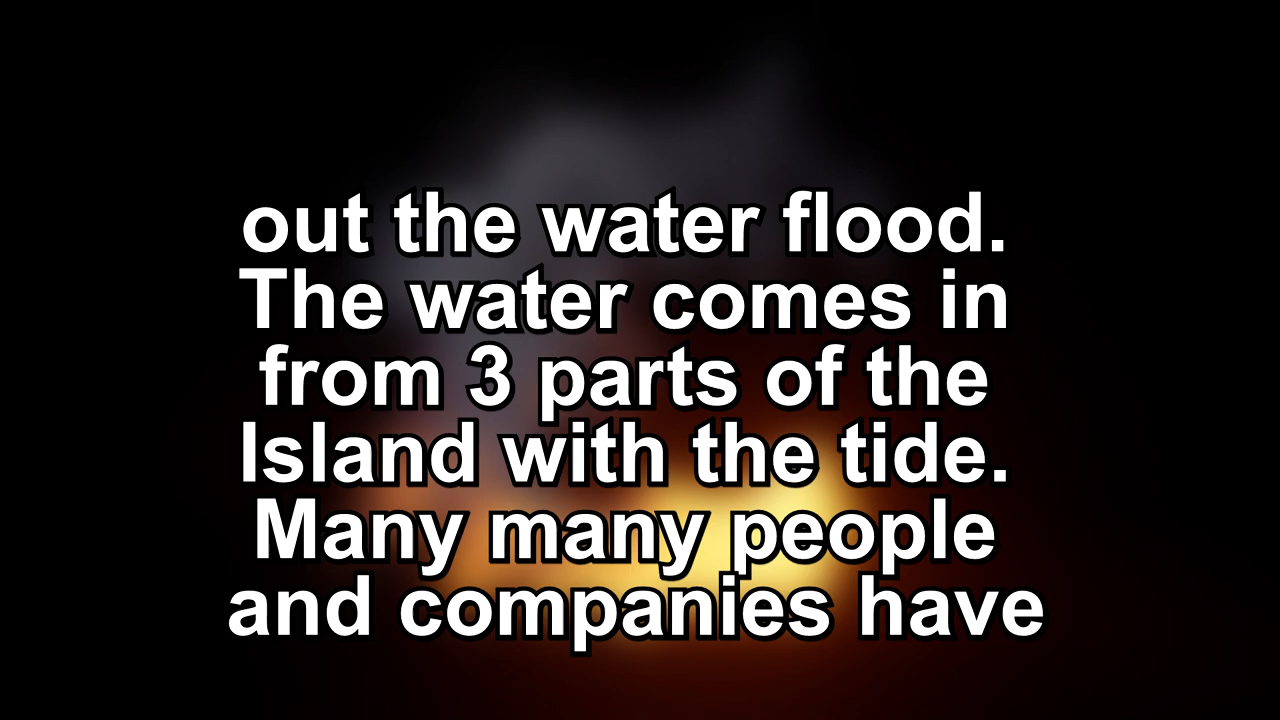 out the water flood.
The water comes in
from 3 parts of the
Island with the tide.
Many many people
and companies have